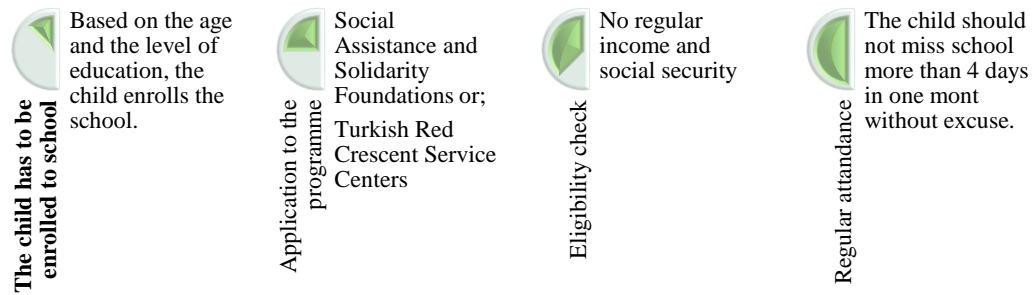 The child has to be
enrolled to school
Based on the age
and the level of
education, the
child enrolls the
school.
Application to the
programme
Social
Assistance and
Solidarity
Foundations or;
Turkish Red
Crescent Service
Centers
Eligibility check
No regular
income and
social security
Regular attandance
The child should
not miss school
more than 4 days
in one mont
without excuse.